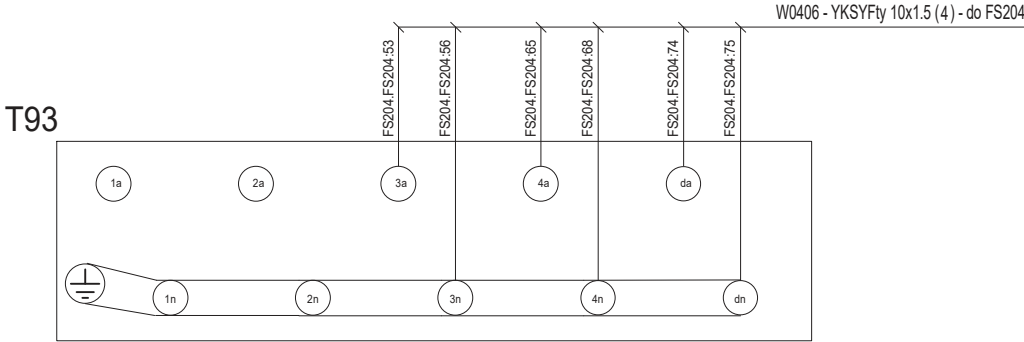 W0406 - YKSYFty 10x1.5 (4) - do FS204
FS204.FS204:53
FS204.FS204:56
FS204.FS204:65
FS204.FS204:68
FS204.FS204:74
FS204.FS204:75
T93
1a
2a
3a
4a
da
1n
2n
3n
4n
dn